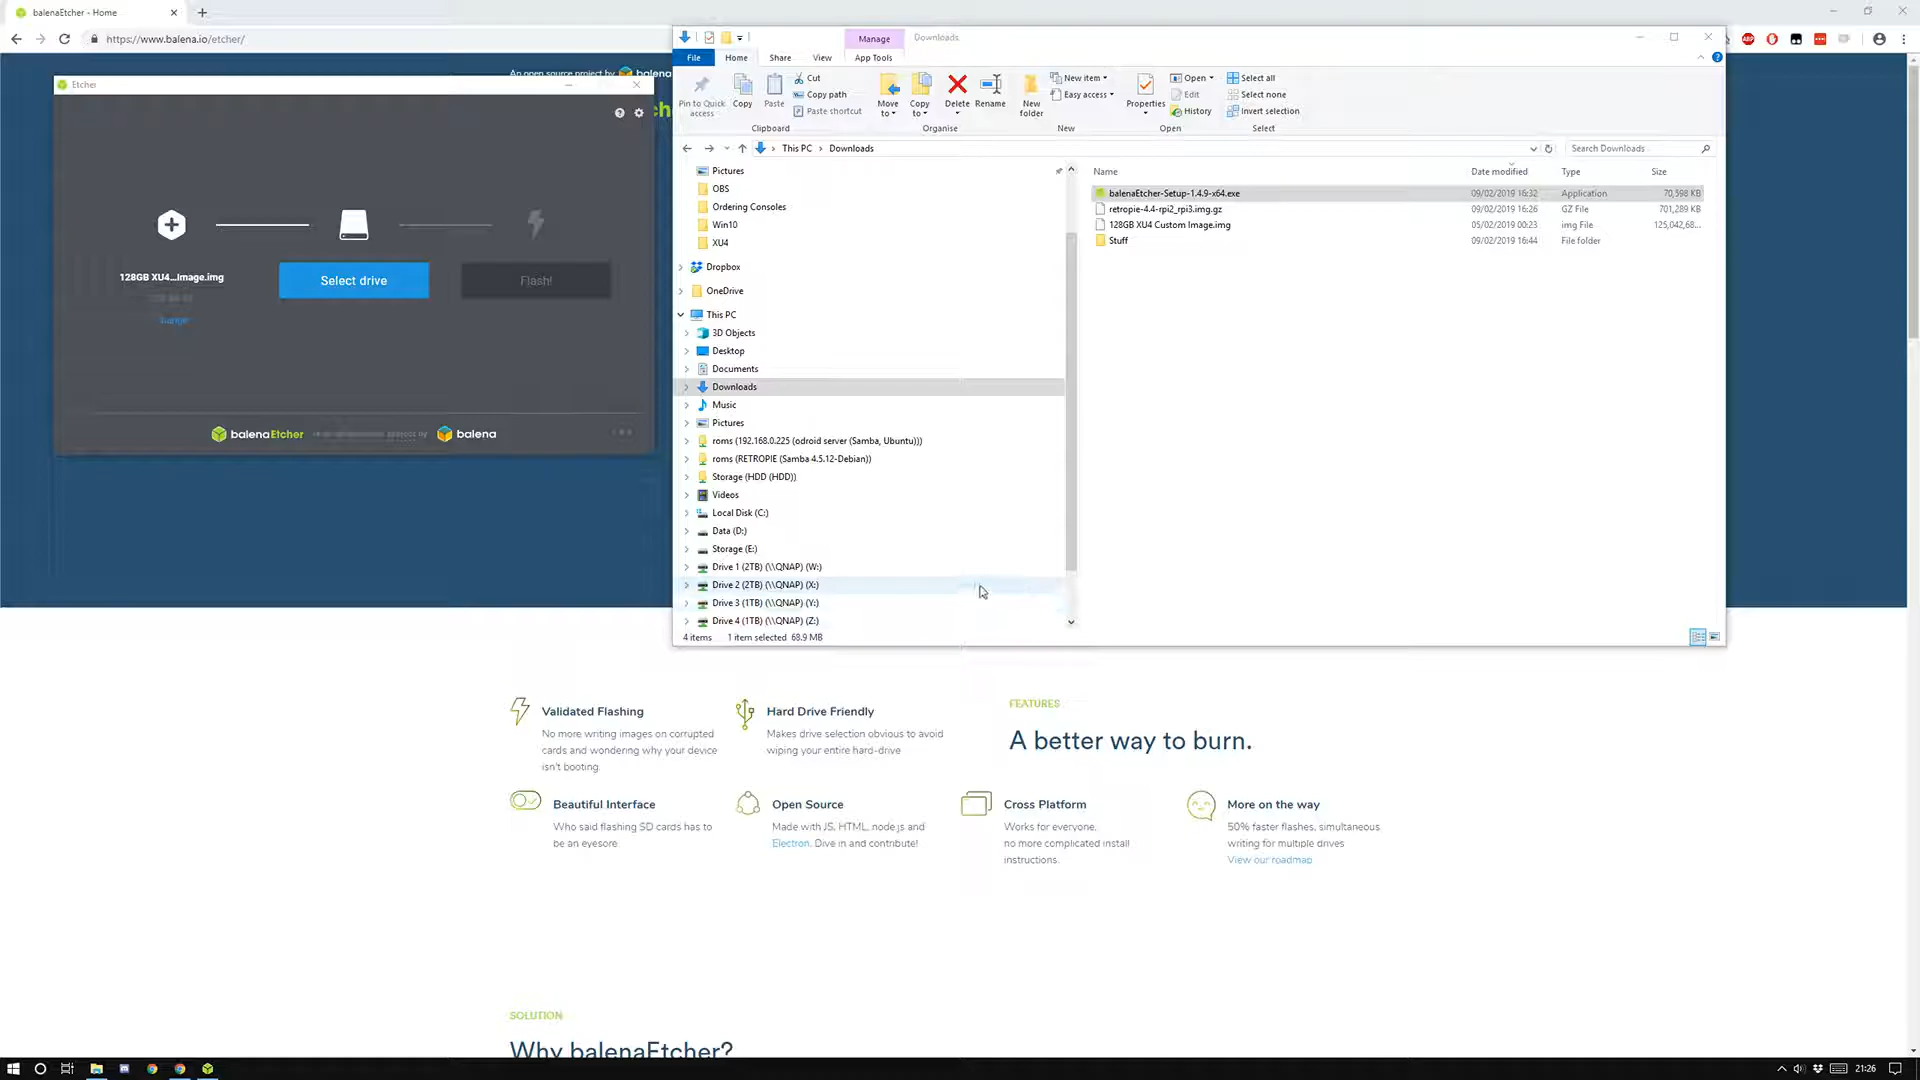 balenaEtcher - Home
https://www.balena.io/etcher/
An open source project by balena
Etcher
128GB XU4...Image.img
Select drive
Flash!
balenaEtcher
project by
balena
Manage
Downloads
File
Home
Share
View
App Tools
Pin to Quick access
Copy
Paste
Cut
Copy path
Paste shortcut
Clipboard
Move to
Copy to
Delete
Rename
Organise
New folder
New item
Easy access
New
Properties
Open
Edit
History
Open
Select all
Select none
Invert selection
Select
This PC
Downloads
Search Downloads
Pictures
OBS
Ordering Consoles
Win10
XU4
Dropbox
OneDrive
This PC
3D Objects
Desktop
Documents
Downloads
Music
Pictures
roms (192.168.0.225 (odroid server (Samba, Ubuntu)))
roms (RETROPIE (Samba 4.5.12-Debian))
Storage (HDD (HDD))
Videos
Local Disk (C:)
Data (D:)
Storage (E:)
Drive 1 (2TB) (\\QNAP) (W:)
Drive 2 (2TB) (\\QNAP) (X:)
Drive 3 (1TB) (\\QNAP) (Y:)
Drive 4 (1TB) (\\QNAP) (Z:)
Name Date modified Type Size
balenaEtcher-Setup-1.4.9-x64.exe 09/02/2019 16:32 Application 70,598 KB
retropie-4.4-rpi2_rpi3.img.gz 09/02/2019 16:26 GZ File 701,289 KB
128GB XU4 Custom Image.img 05/02/2019 00:23 img File 125,042,68...
Stuff 09/02/2019 16:44 File folder
4 items 1 item selected 68.9 MB
Validated Flashing
No more writing images on corrupted
cards and wondering why your device
isn't booting.
Hard Drive Friendly
Makes drive selection obvious to avoid
wiping your entire hard-drive
FEATURES
A better way to burn.
Beautiful Interface
Who said flashing SD cards has to
be an eyesore
Open Source
Made with JS, HTML, node.js and
Electron. Dive in and contribute!
Cross Platform
Works for everyone,
no more complicated install
instructions.
More on the way
50% faster flashes, simultaneous
writing for multiple drives
View our roadmap
SOLUTION
Why balenaEtcher?
21:26